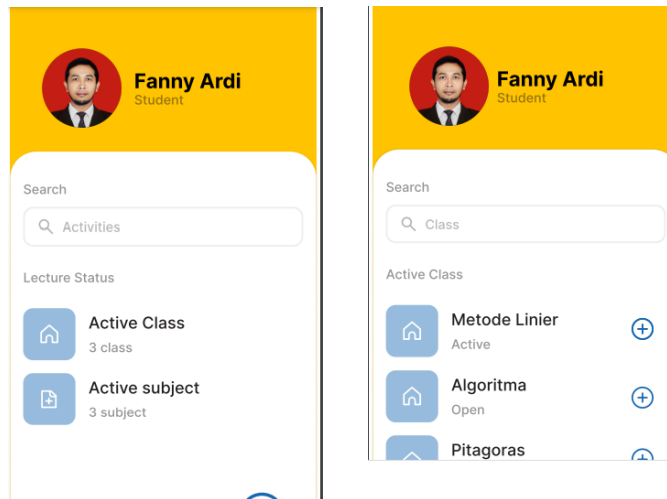 Fanny Ardi
Student
Search
Activities
Lecture Status
Active Class
3 class
Active subject
3 subject
Fanny Ardi
Student
Search
Class
Active Class
Metode Linier
Active
Algoritma
Open
Pitagoras